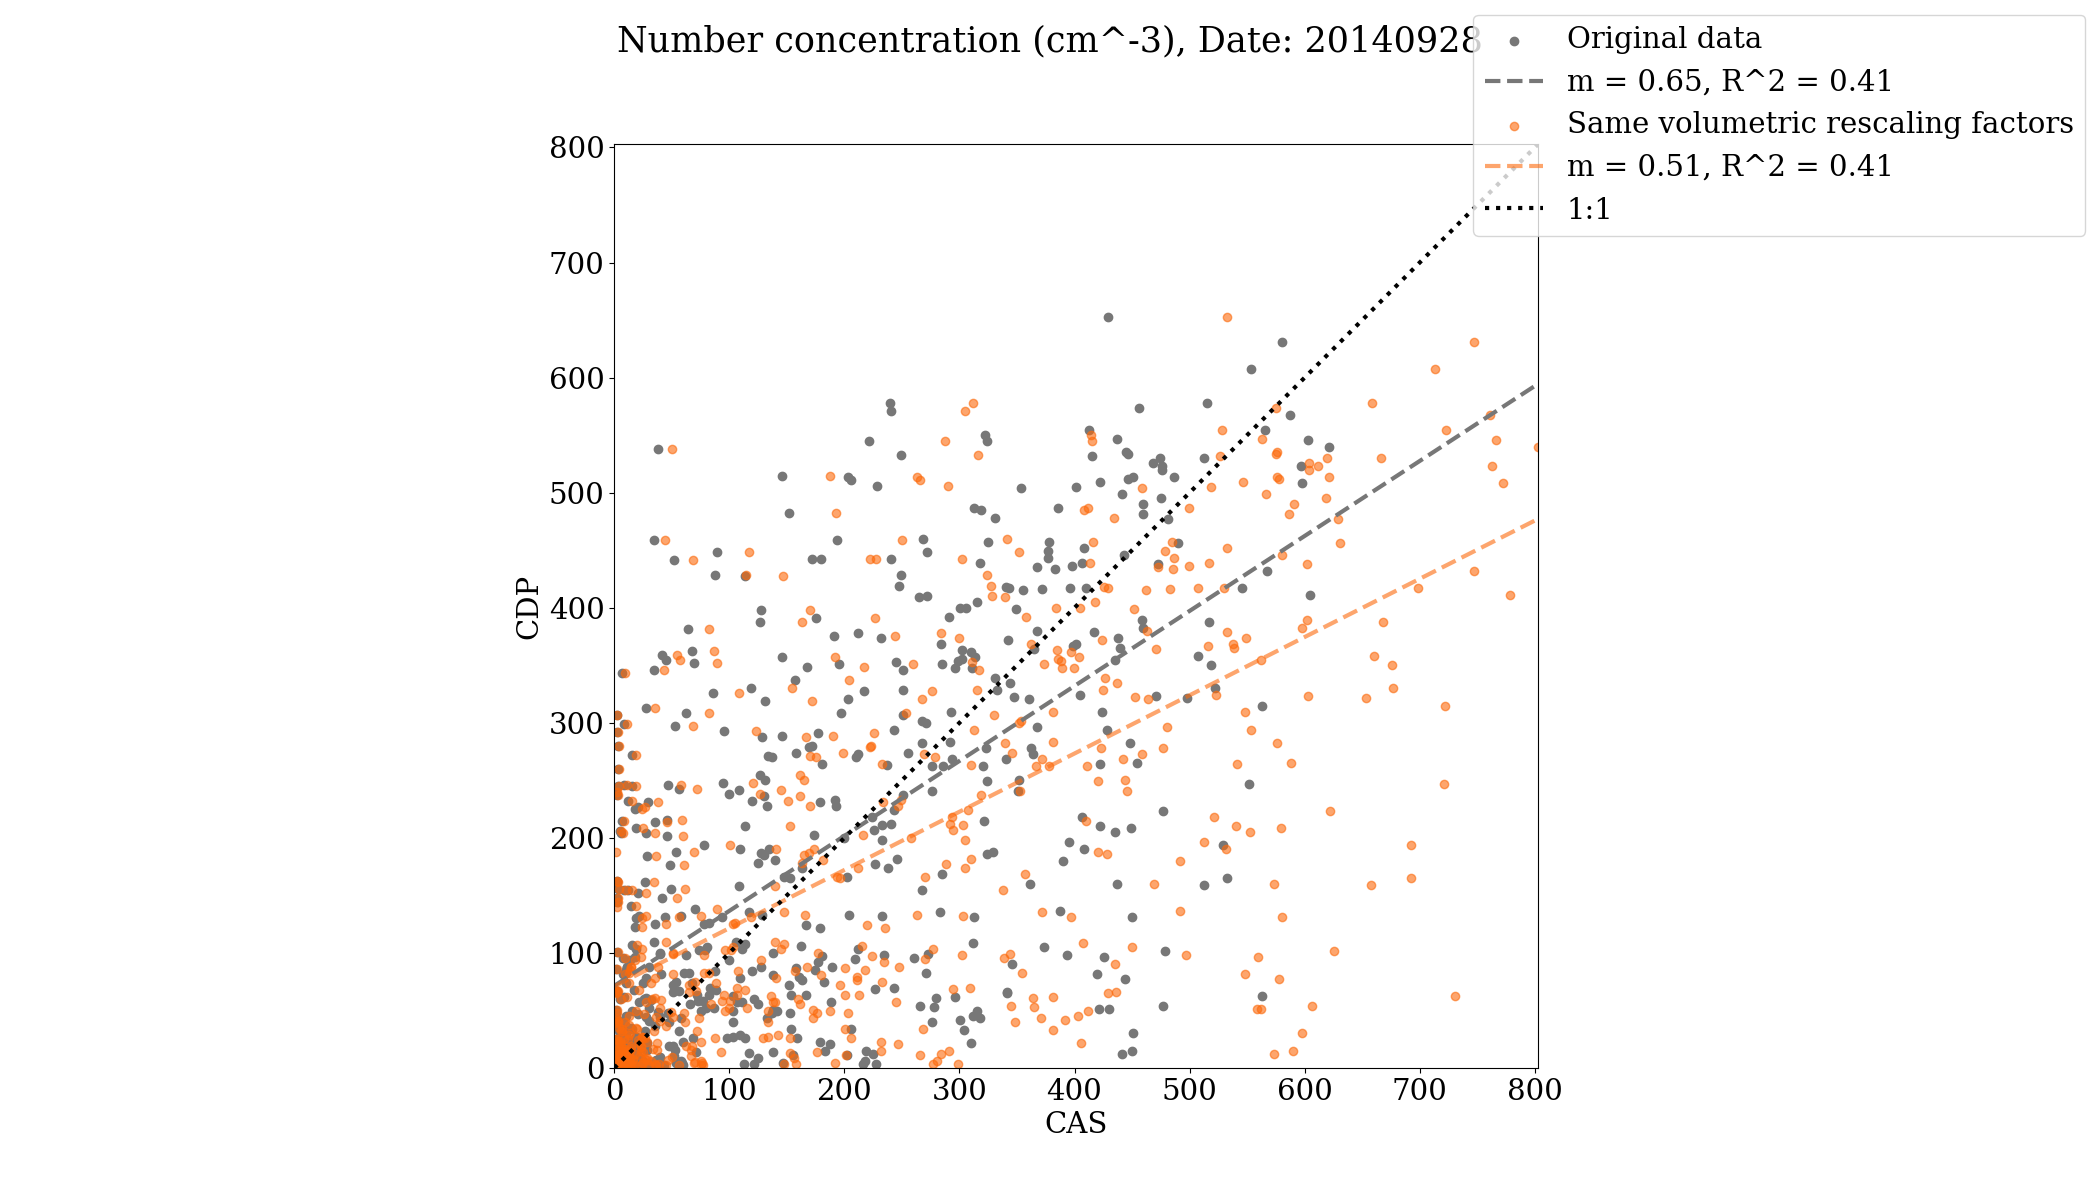 Number concentration (cm^-3), Date: 20140928
Original data
m = 0.65, R^2 = 0.41
Same volumetric rescaling factors
m = 0.51, R^2 = 0.41
1:1
800
700
600
500
400
300
200
100
0
CDP
0 100 200 300 400 500 600 700 800
CAS